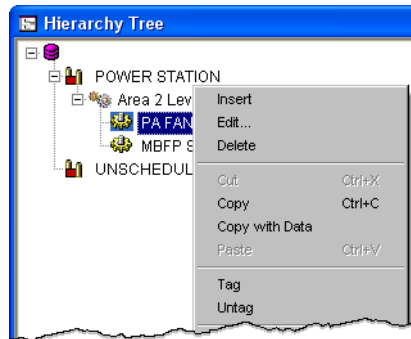 Hierarchy Tree
POWER STATION
Area 2 Lev
PA FAN
MBFP S
UNSCHEDUL
Insert
Edit...
Delete
Cut Ctrl+X
Copy Ctrl+C
Copy with Data
Paste Ctrl+V
Tag
Untag